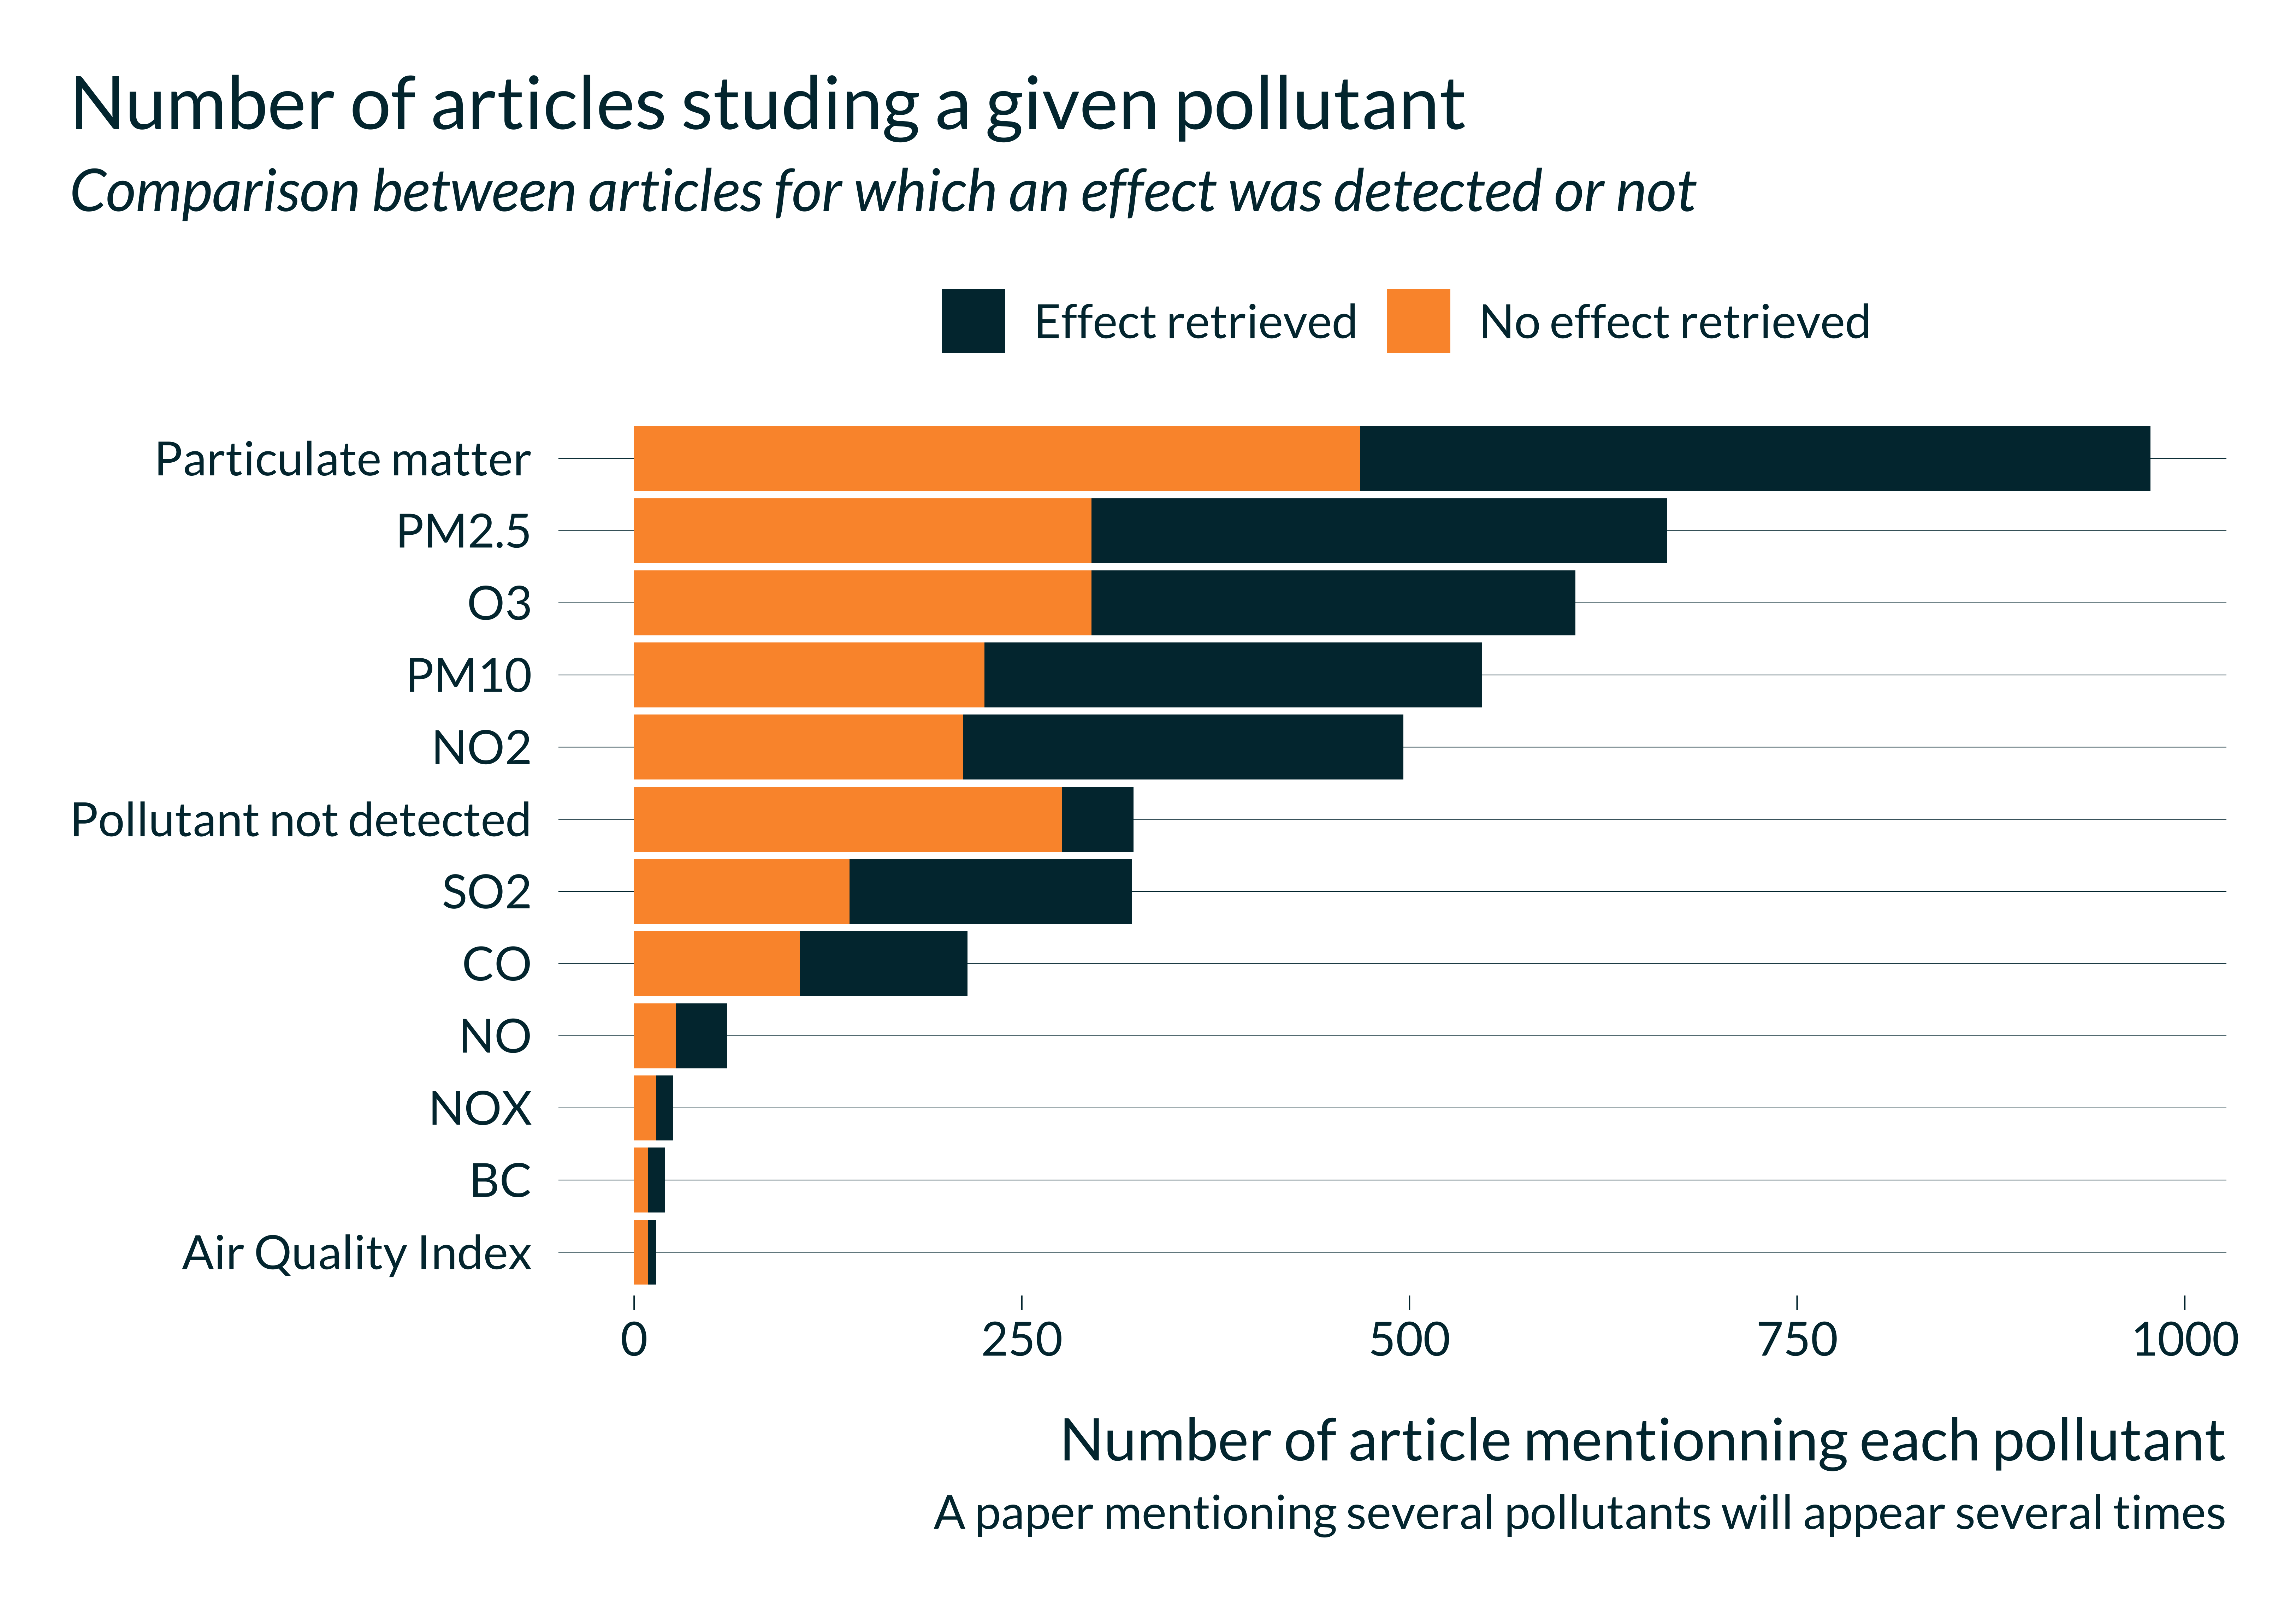 Number of articles studing a given pollutant
Comparison between articles for which an effect was detected or not
Effect retrieved No effect retrieved
Particulate matter
PM2.5
O3
PM10
NO2
Pollutant not detected
SO2
CO
NO
NOX
BC
Air Quality Index
0 250 500 750 1000
Number of article mentionning each pollutant
A paper mentioning several pollutants will appear several times